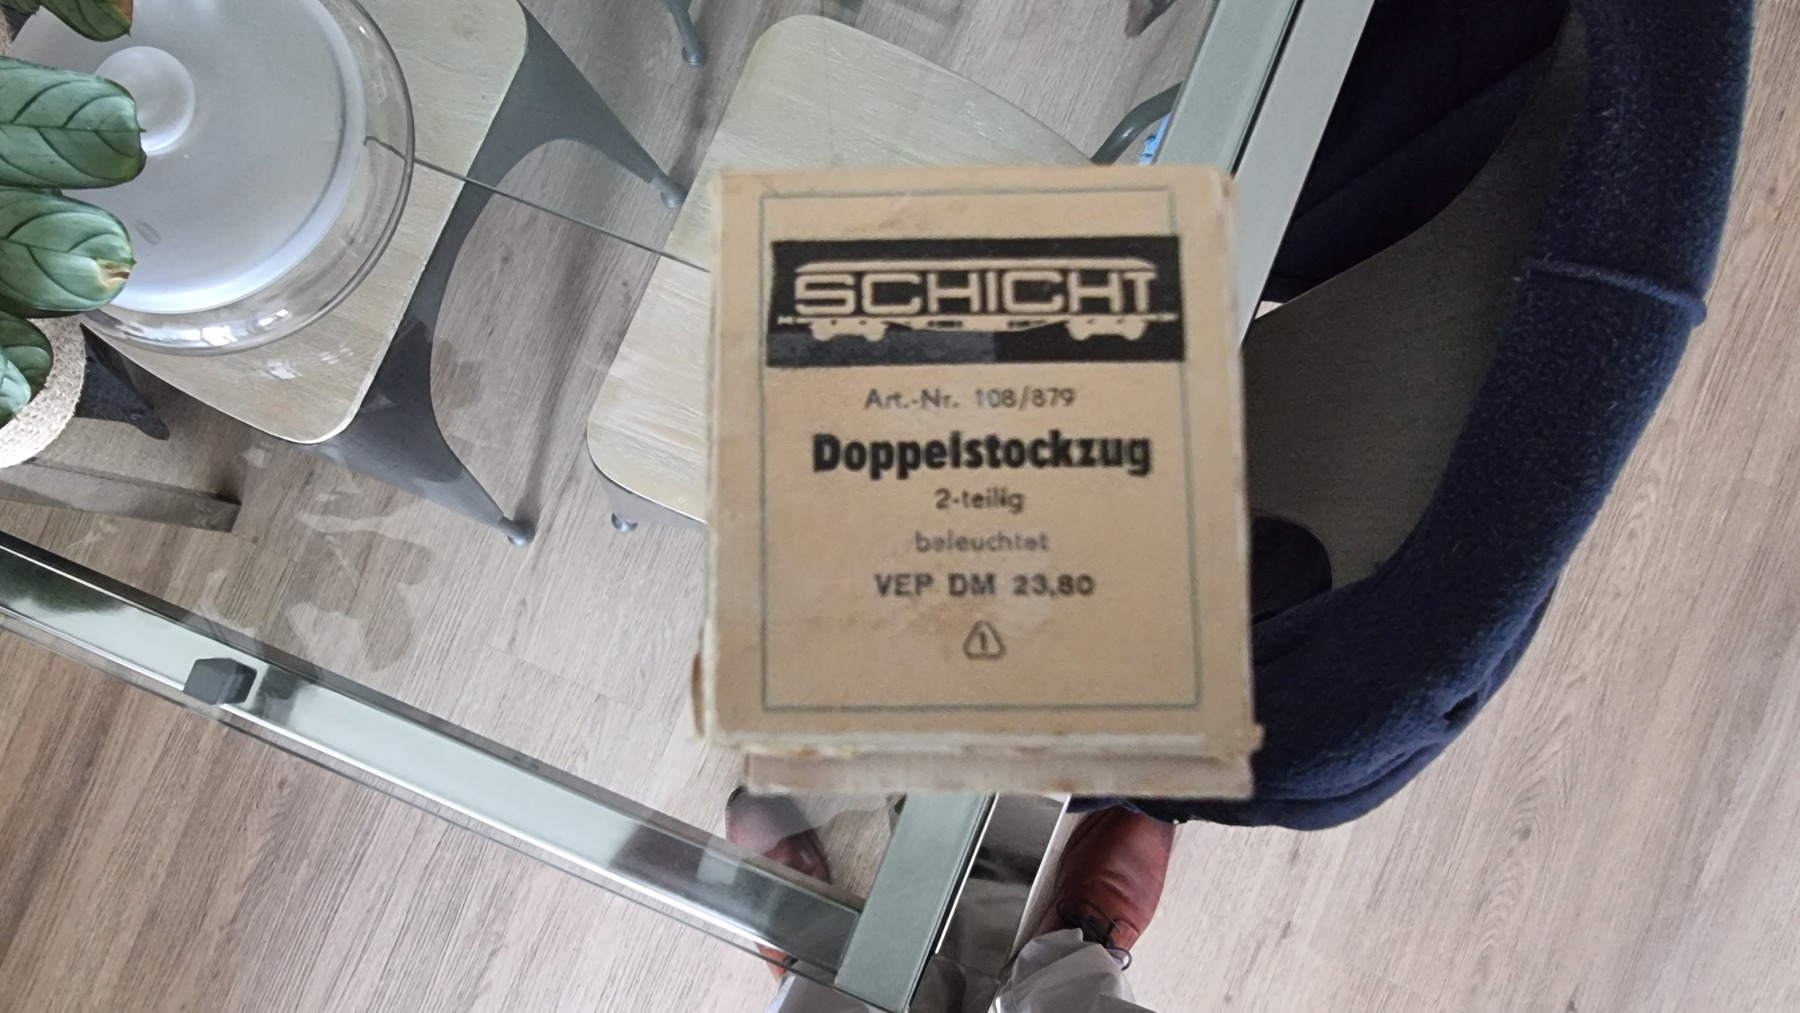 SCHICHT
Art.-Nr. 108/879
Doppelstockzug
2-teilig
beleuchtet
VEP DM 23,80
1